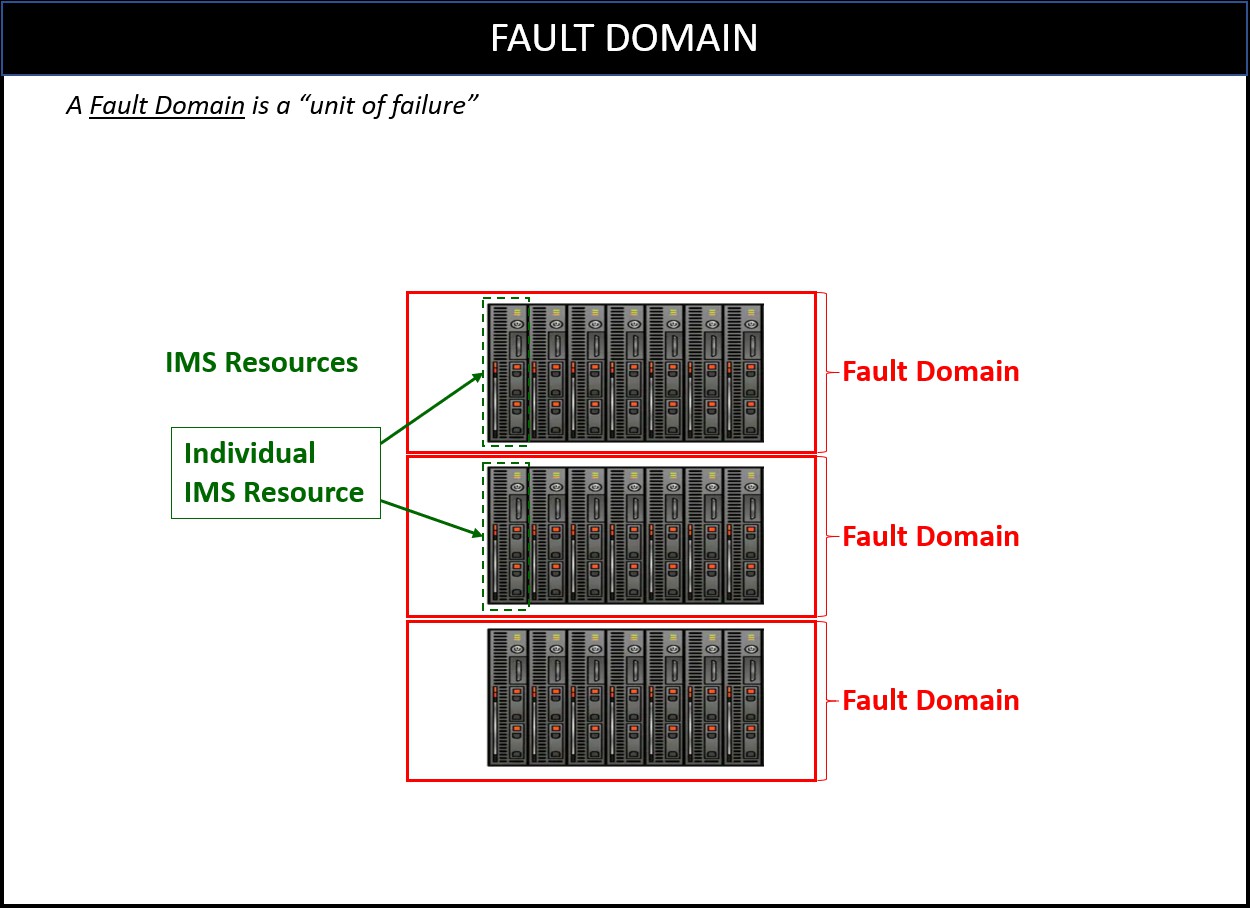 FAULT DOMAIN
A Fault Domain is a “unit of failure”
IMS Resources
Individual
IMS Resource
Fault Domain
Fault Domain
Fault Domain